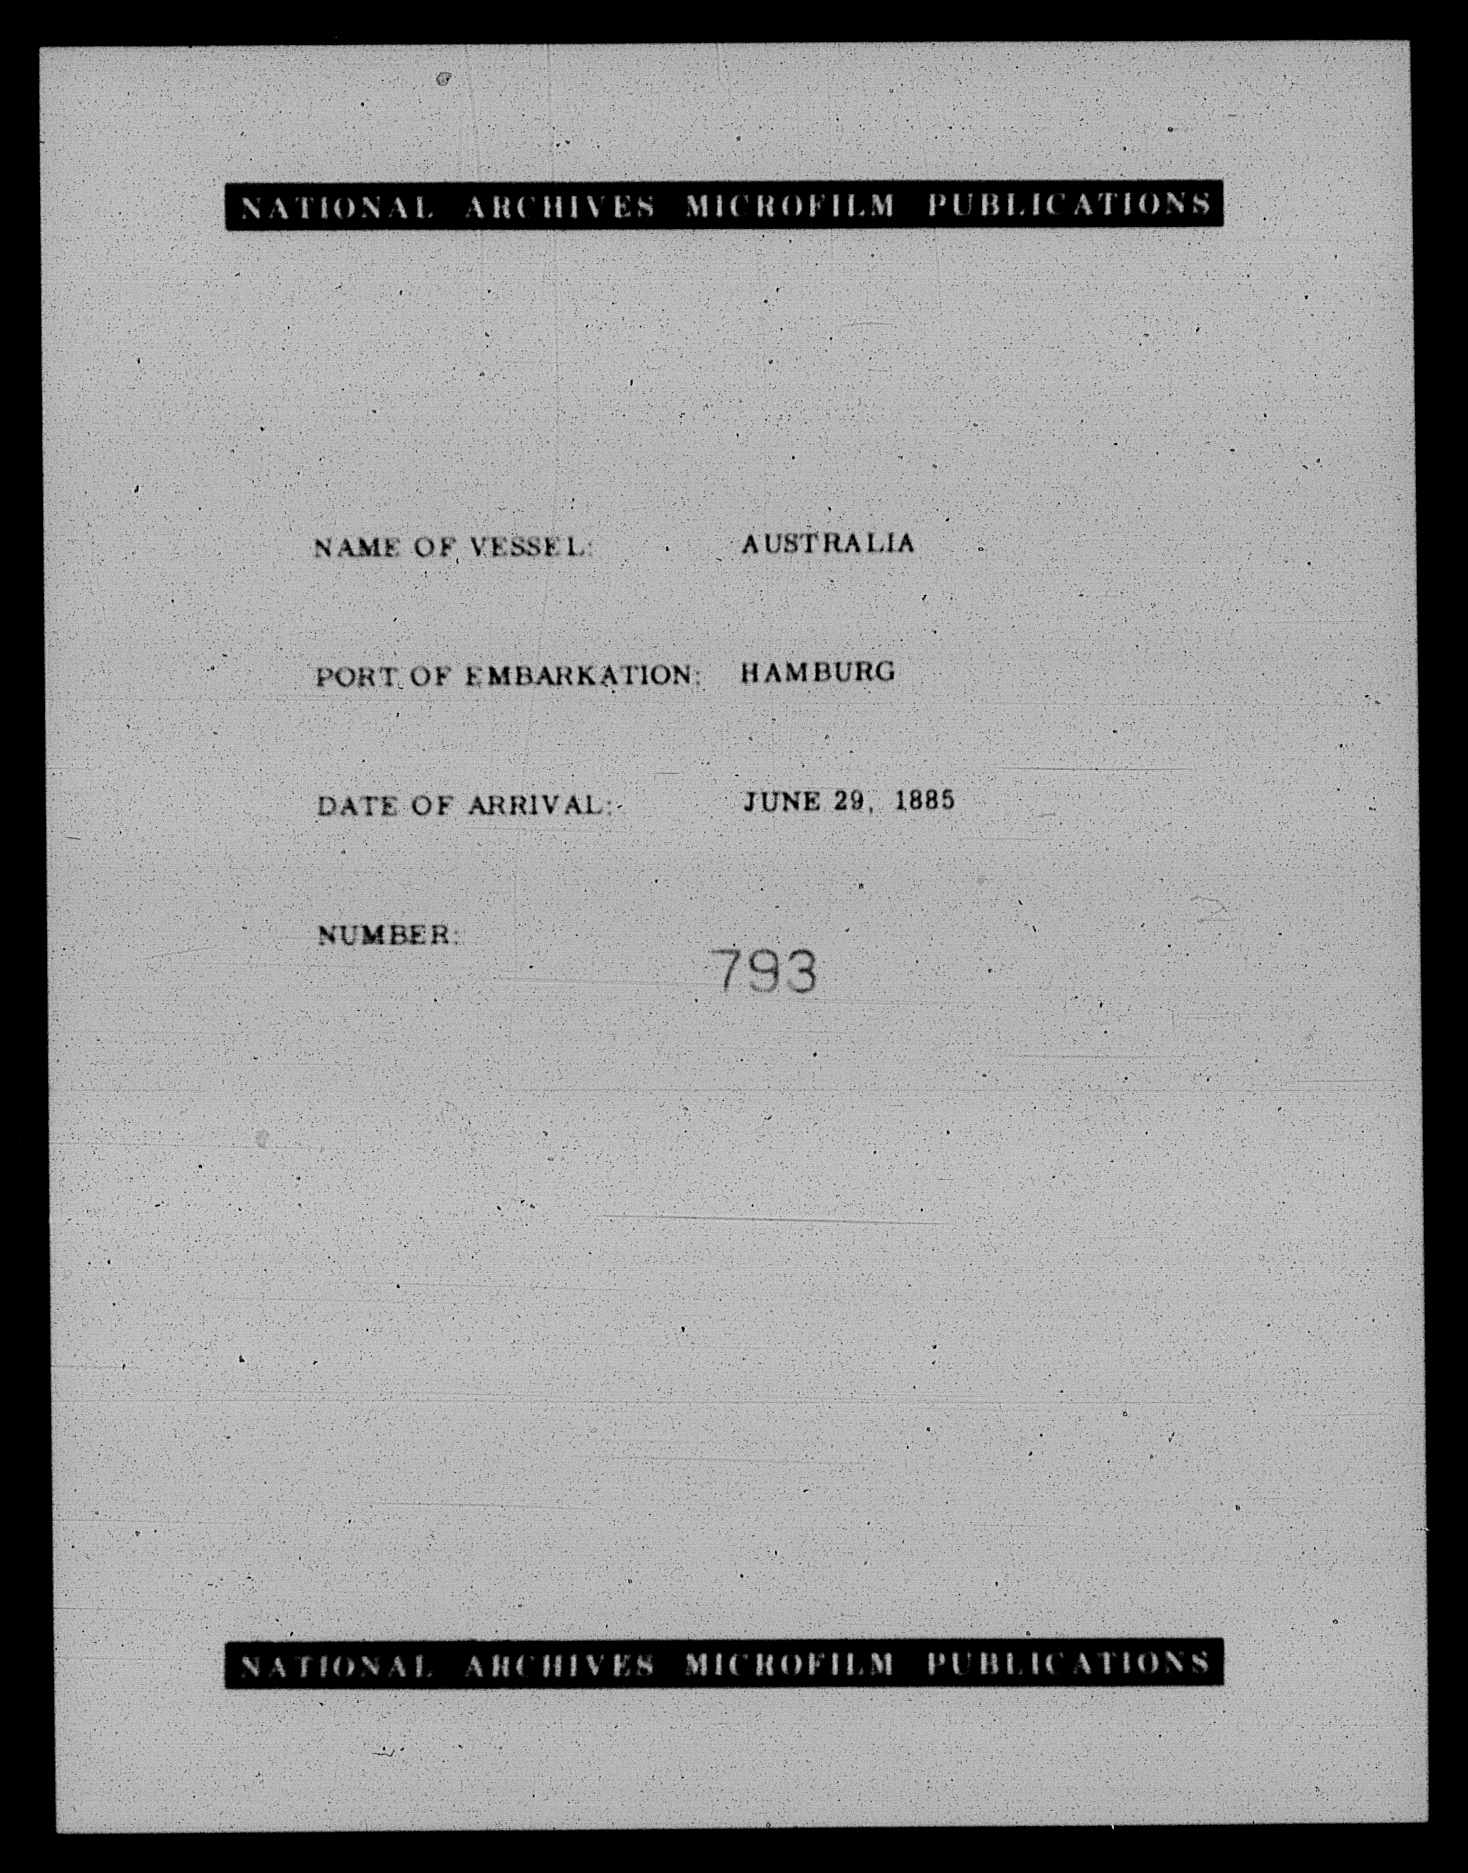 NATIONAL ARCHIVES MICROFILM PUBLICATIONS
NAME OF VESSEL: AUSTRALIA
PORT OF EMBARKATION: HAMBURG
DATE OF ARRIVAL: JUNE 29, 1885
NUMBER:
793
NATIONAL ARCHIVES MICROFILM PUBLICATIONS